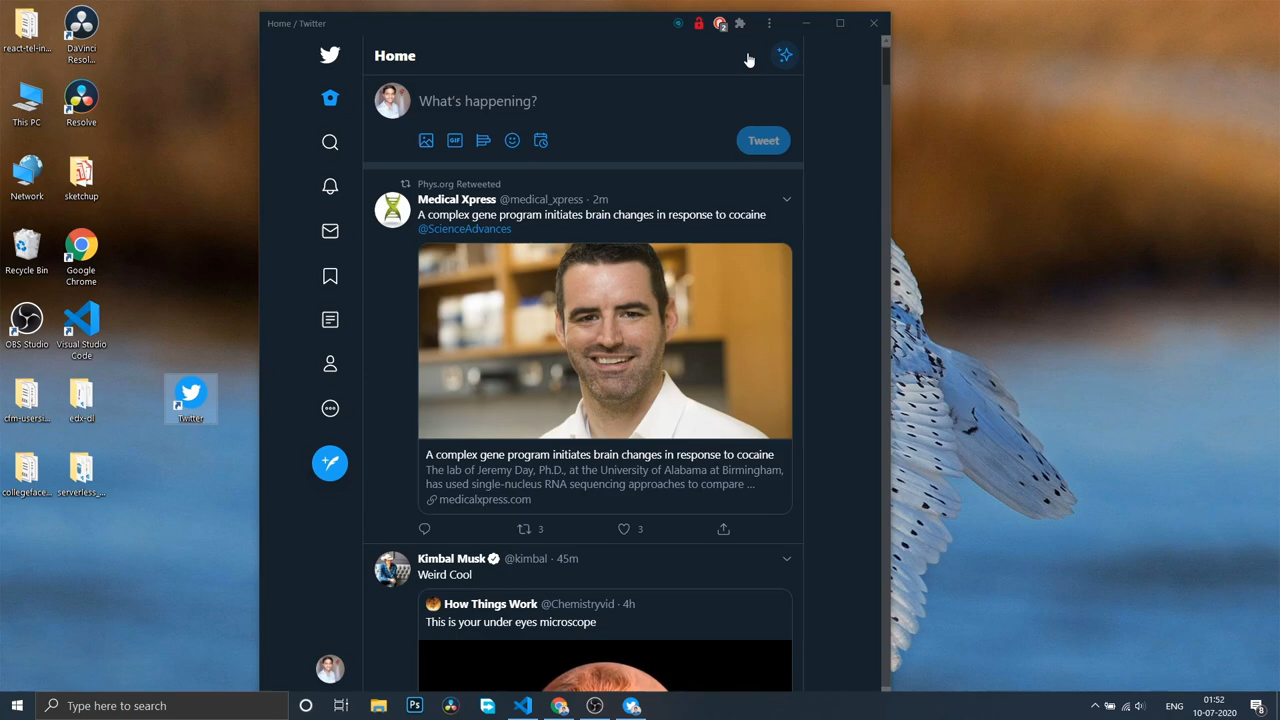 react-tel-in...
DaVinci
Resol...
This PC
Resolve
Network
sketchup
Recycle Bin
Google
Chrome
OBS Studio
Visual Studio
Code
edx-dl
Twitter
collegeface...
serverless_...
Home / Twitter
2
Home
What's happening?
GIF
Tweet
Phys.org Retweeted
Medical Xpress @medical_xpress · 2m
A complex gene program initiates brain changes in response to cocaine
@ScienceAdvances
A complex gene program initiates brain changes in response to cocaine
The lab of Jeremy Day, Ph.D., at the University of Alabama at Birmingham,
has used single-nucleus RNA sequencing approaches to compare ...
medicalxpress.com
3
3
Kimbal Musk @kimbal · 45m
Weird Cool
How Things Work @Chemistryvid · 4h
This is your under eyes microscope
Type here to search
Ps
01:52
10-07-2020
8